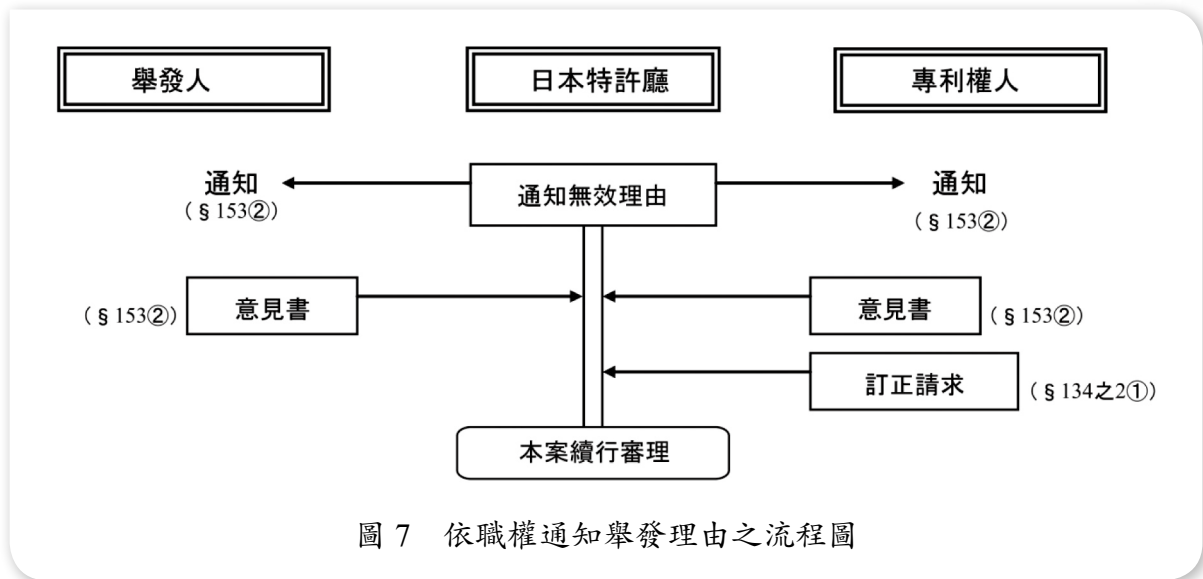 舉發人
日本特許廳
專利權人
通知
(§153②)
通知無效理由
通知
(§153②)
(§153②)
意見書
意見書
(§153②)
訂正請求
(§134之2①)
本案續行審理
圖 7 依職權通知舉發理由之流程圖